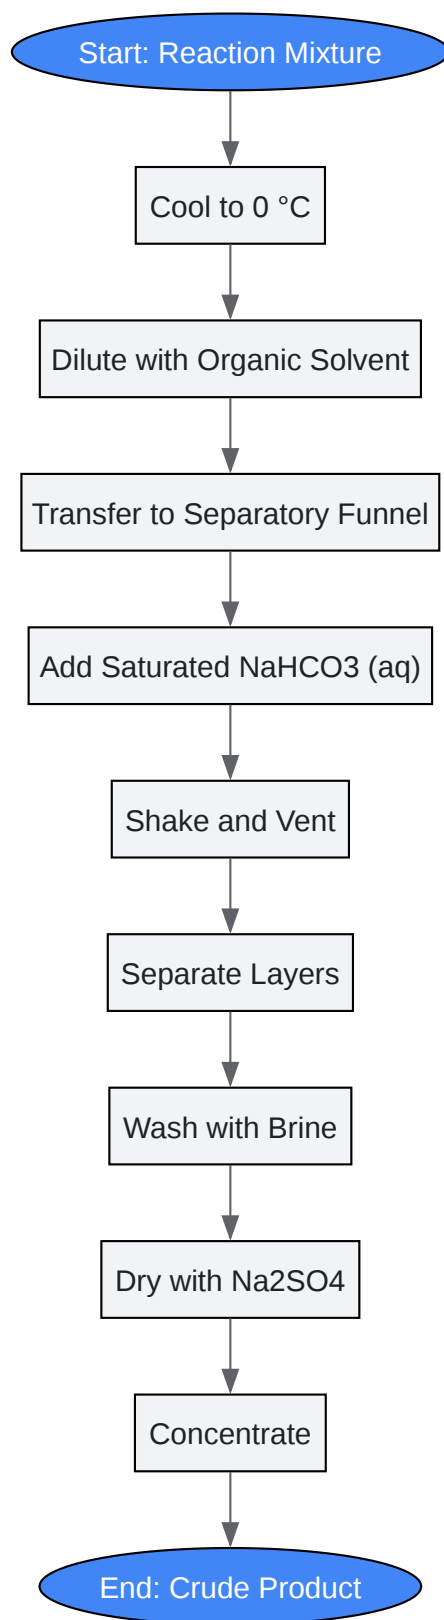 Start: Reaction Mixture
Cool to 0 °C
Dilute with Organic Solvent
Transfer to Separatory Funnel
Add Saturated NaHCO3 (aq)
Shake and Vent
Separate Layers
Wash with Brine
Dry with Na2SO4
Concentrate
End: Crude Product